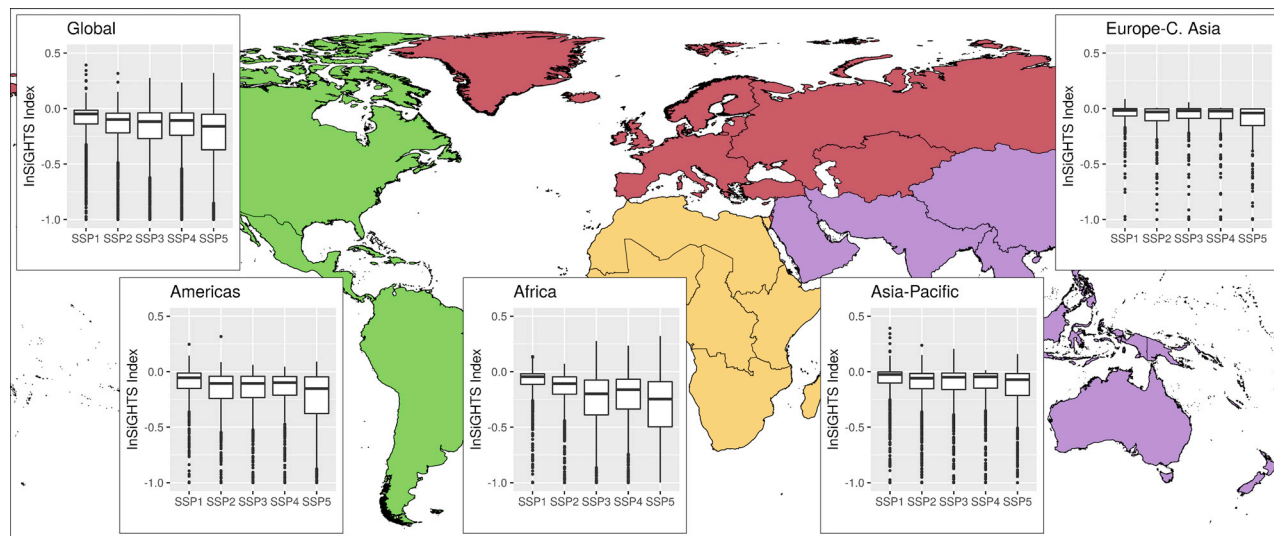 Global
InSiGHTS Index
0.5
0.0
-0.5
-1.0
SSP1 SSP2 SSP3 SSP4 SSP5
Europe-C. Asia
InSiGHTS Index
0.5
0.0
-0.5
-1.0
SSP1 SSP2 SSP3 SSP4 SSP5
Americas
InSiGHTS Index
0.5
0.0
-0.5
-1.0
SSP1 SSP2 SSP3 SSP4 SSP5
Africa
InSiGHTS Index
0.5
0.0
-0.5
-1.0
SSP1 SSP2 SSP3 SSP4 SSP5
Asia-Pacific
InSiGHTS Index
0.5
0.0
-0.5
-1.0
SSP1 SSP2 SSP3 SSP4 SSP5